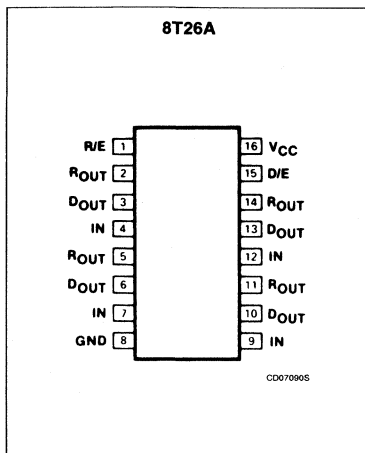 8T26A
R/E 1 16 VCC
ROUT 2 15 D/E
DOUT 3 14 ROUT
IN 4 13 DOUT
ROUT 5 12 IN
DOUT 6 11 ROUT
IN 7 10 DOUT
GND 8 9 IN
CD07090S